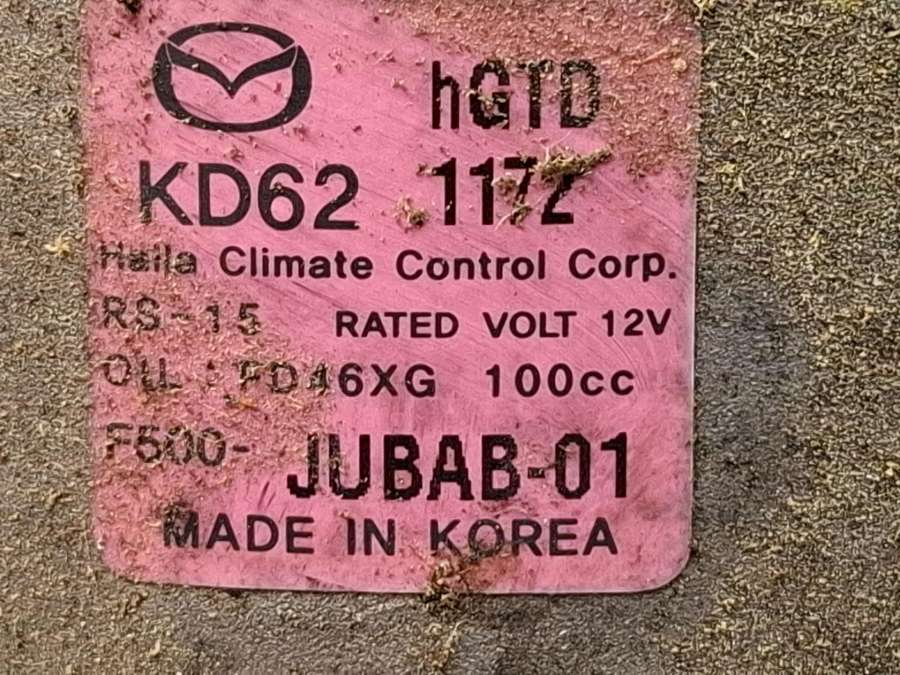 hGTD
KD62 1172
Halla Climate Control Corp.
RS-15 RATED VOLT 12V
OIL : FD46XG 100cc
F500- JUBAB-01
MADE IN KOREA